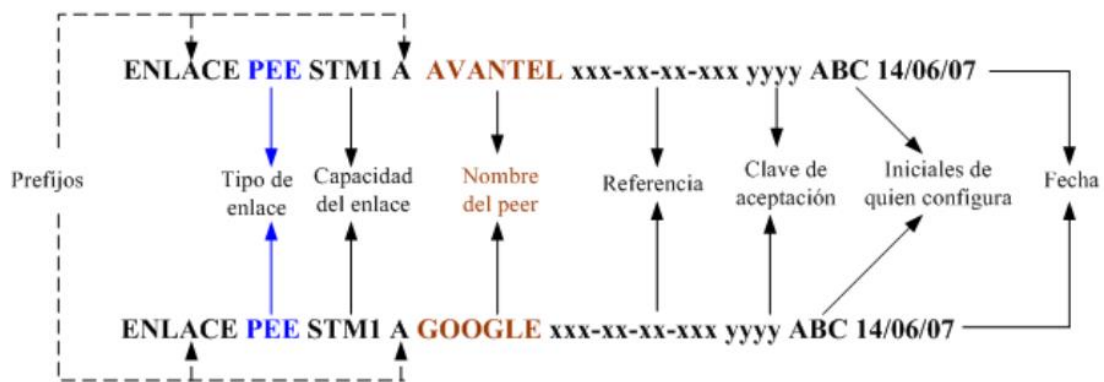 ENLACE PEE STM1 A AVANTEL xxx-xx-xx-xxx yyyy ABC 14/06/07
Prefijos
Tipo de
enlace
Capacidad
del enlace
Nombre
del peer
Referencia
Clave de
aceptación
Iniciales de
quien configura
Fecha
ENLACE PEE STM1 A GOOGLE xxx-xx-xx-xxx yyyy ABC 14/06/07